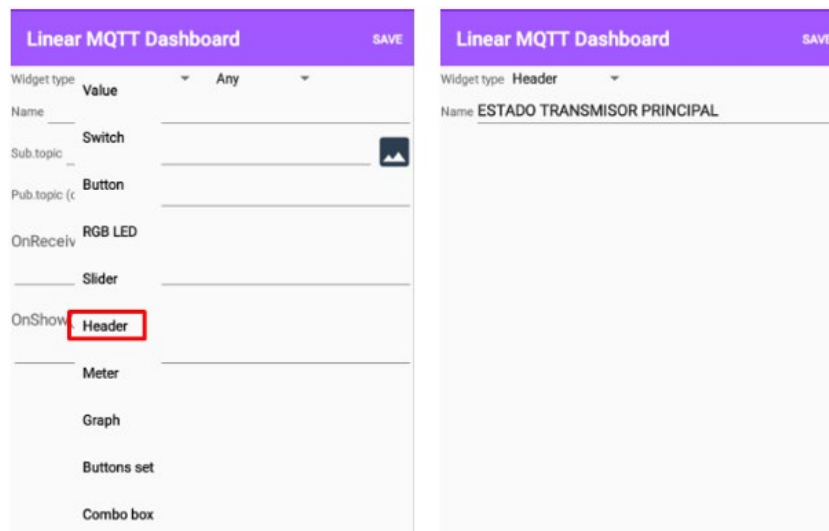 Linear MQTT Dashboard SAVE
Widget type Any
Value
Name
Switch
Sub.topic
Button
Pub.topic (
RGB LED
OnReceiv
Slider
OnShow
Header
Meter
Graph
Buttons set
Combo box
Linear MQTT Dashboard SAVE
Widget type Header
Name ESTADO TRANSMISOR PRINCIPAL